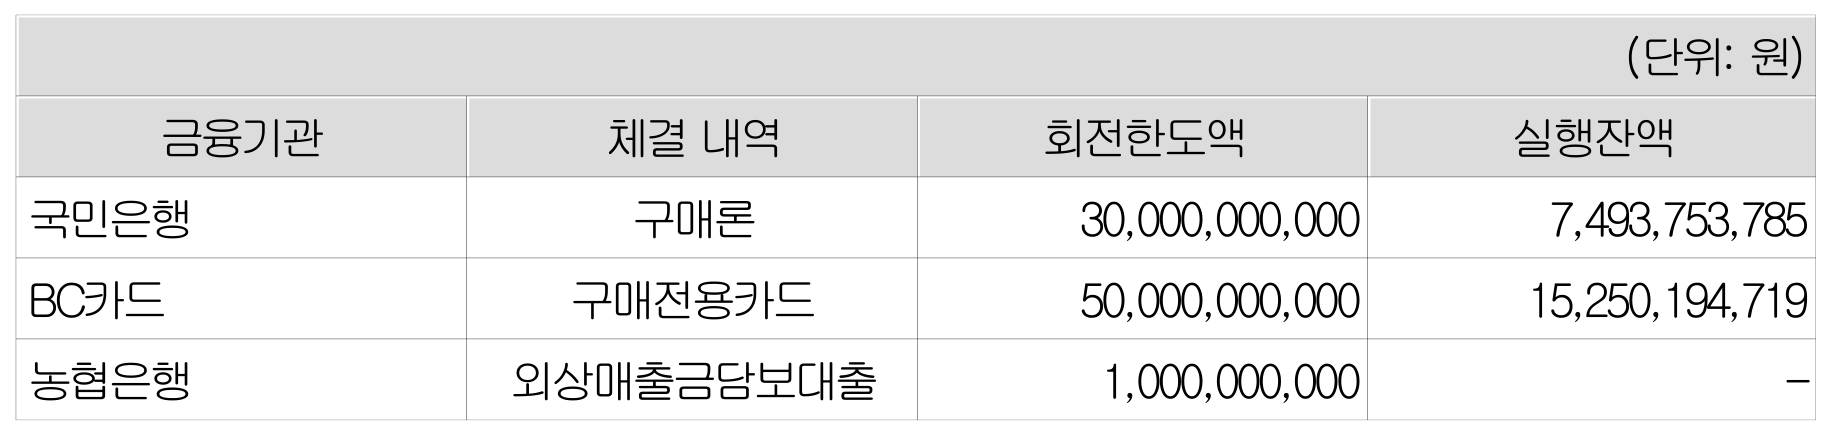 (단위: 원)
금융기관 체결 내역 회전한도액 실행잔액
국민은행 구매론 30,000,000,000 7,493,753,785
BC카드 구매전용카드 50,000,000,000 15,250,194,719
농협은행 외상매출금담보대출 1,000,000,000 -